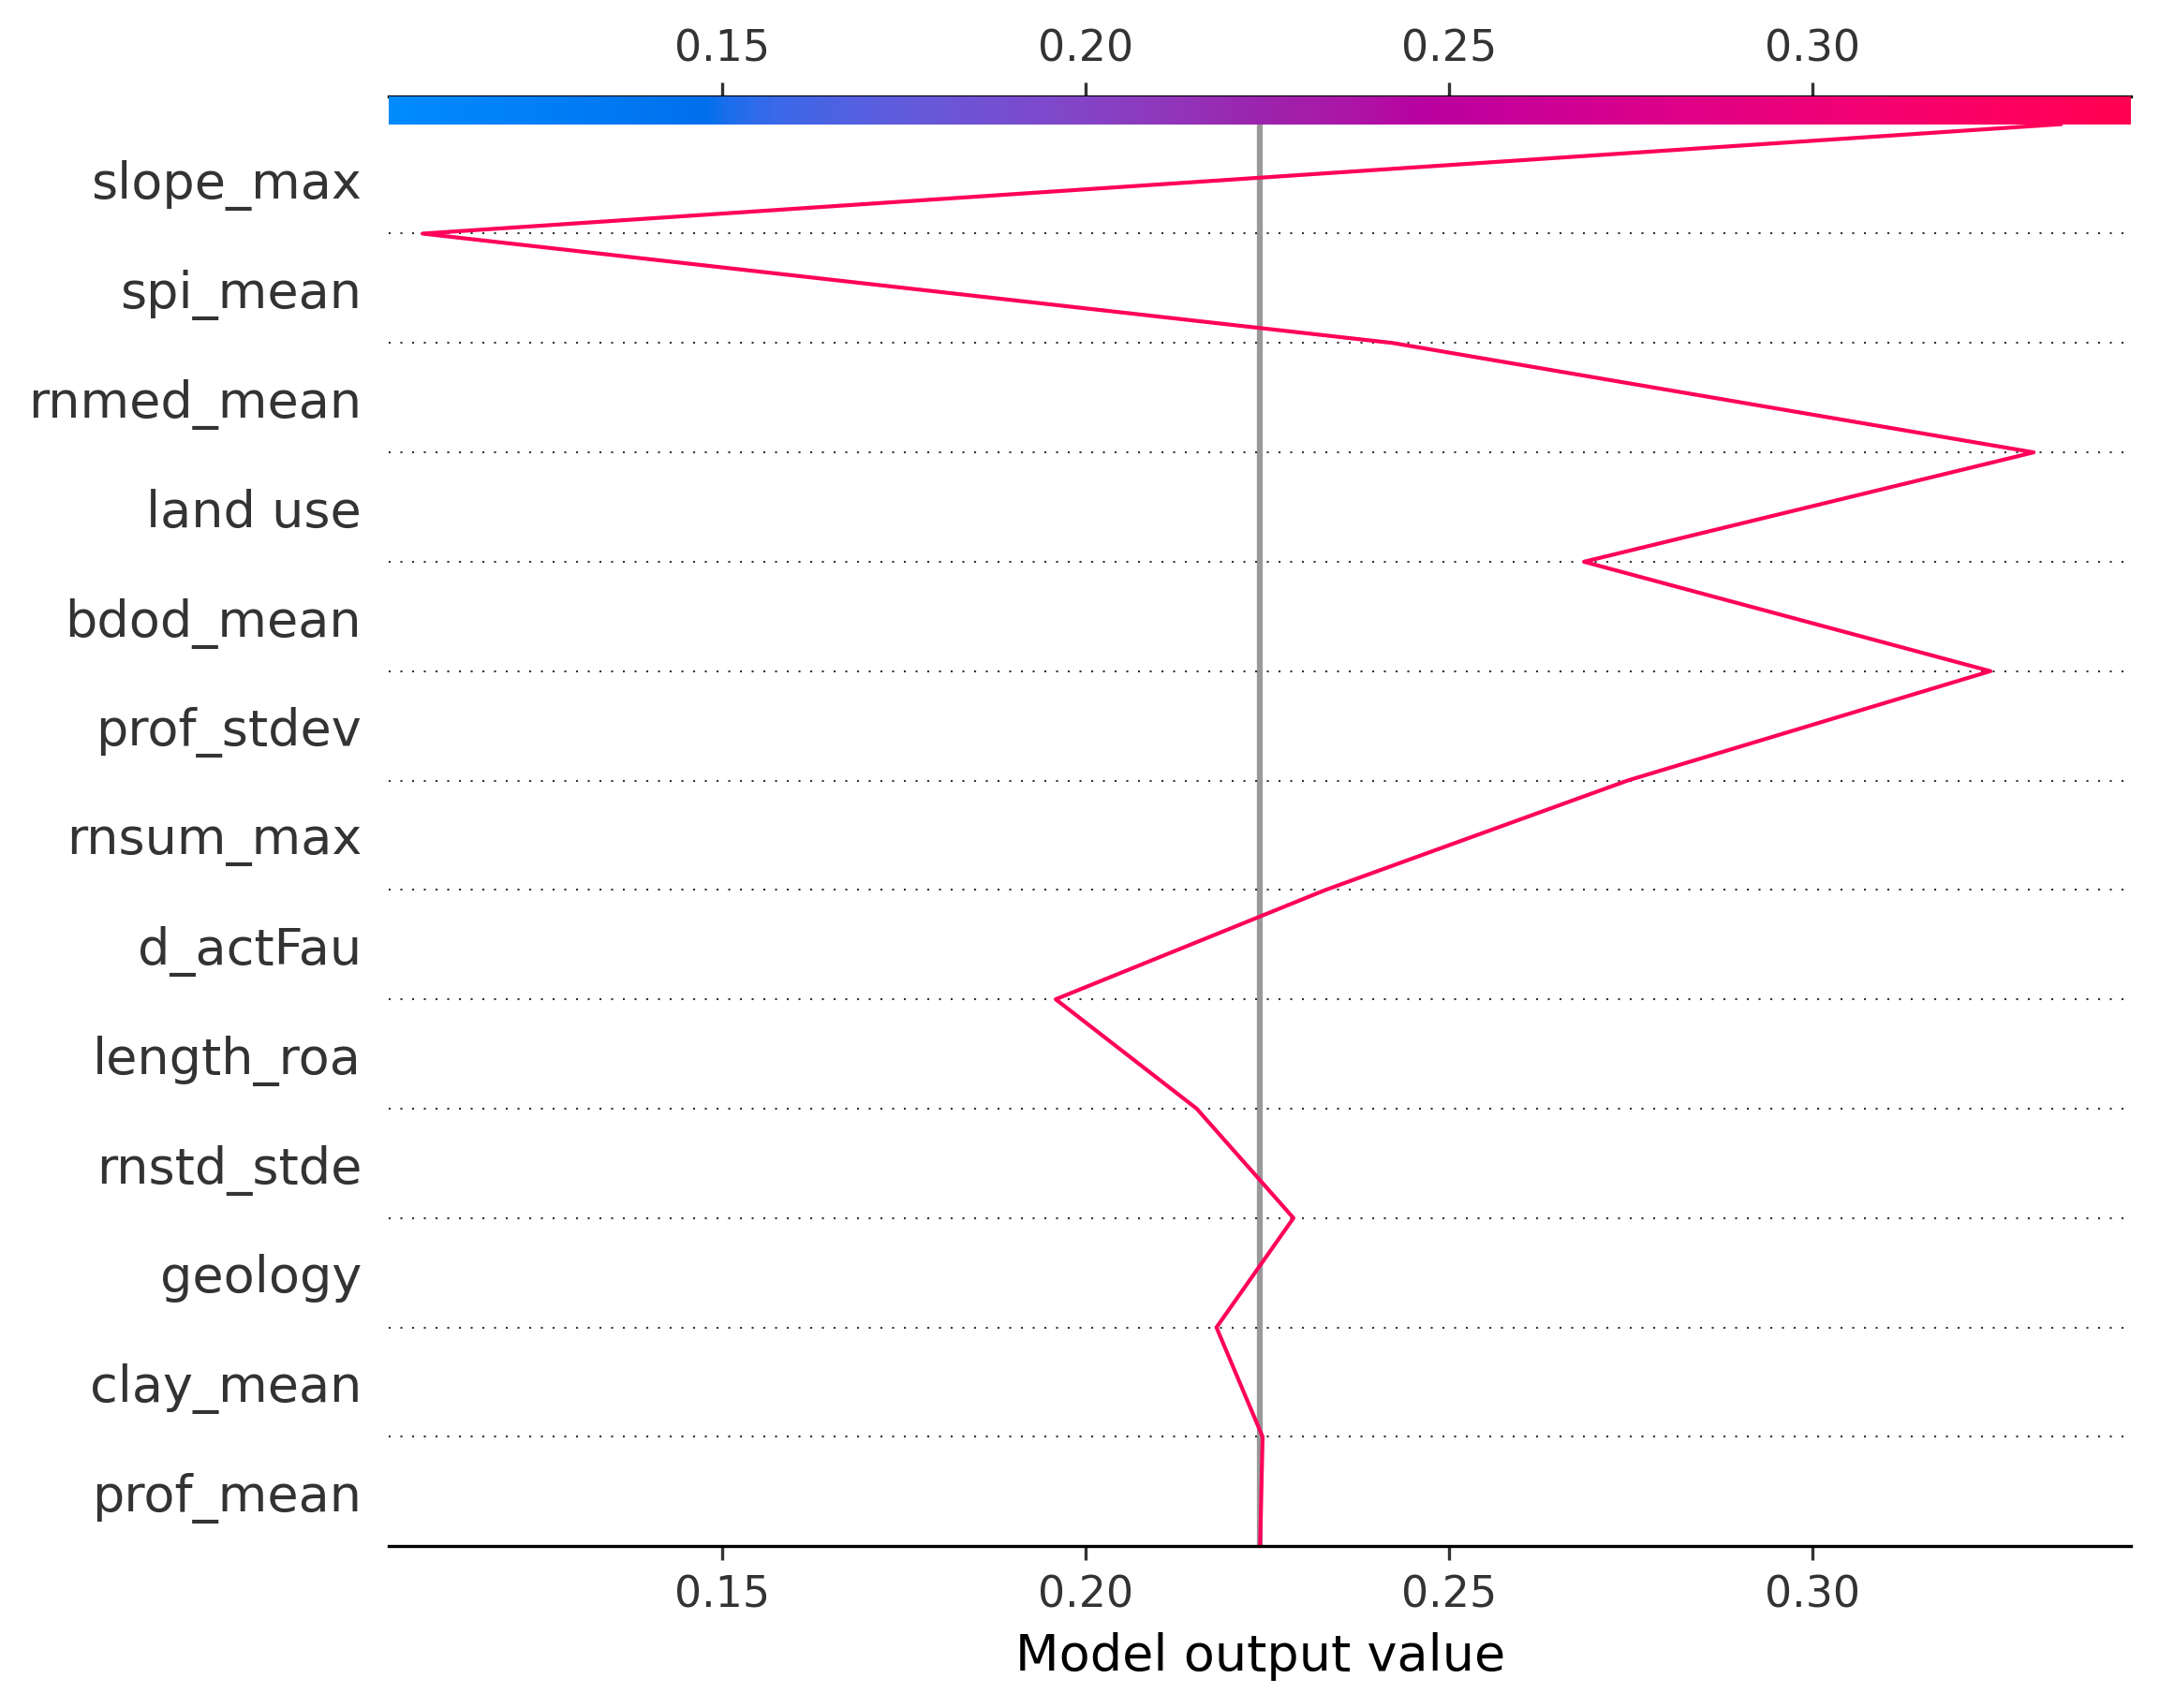 0.15 0.20 0.25 0.30
slope_max
spi_mean
rnmed_mean
land use
bdod_mean
prof_stdev
rnsum_max
d_actFau
length_roa
rnstd_stde
geology
clay_mean
prof_mean
0.15 0.20 0.25 0.30
Model output value